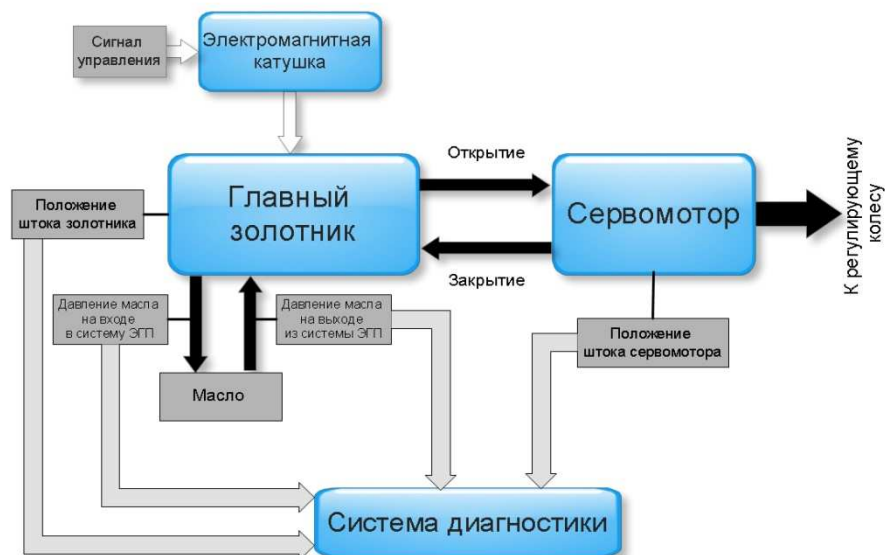 Сигнал
управления
Электромагнитная
катушка
Открытие
Главный
золотник
Сервомотор
Закрытие
К регулирующему
колесу
Положение
штока золотника
Давление масла
на входе
в систему ЭГП
Давление масла
на выходе
из системы ЭГП
Положение
штока сервомотора
Масло
Система диагностики